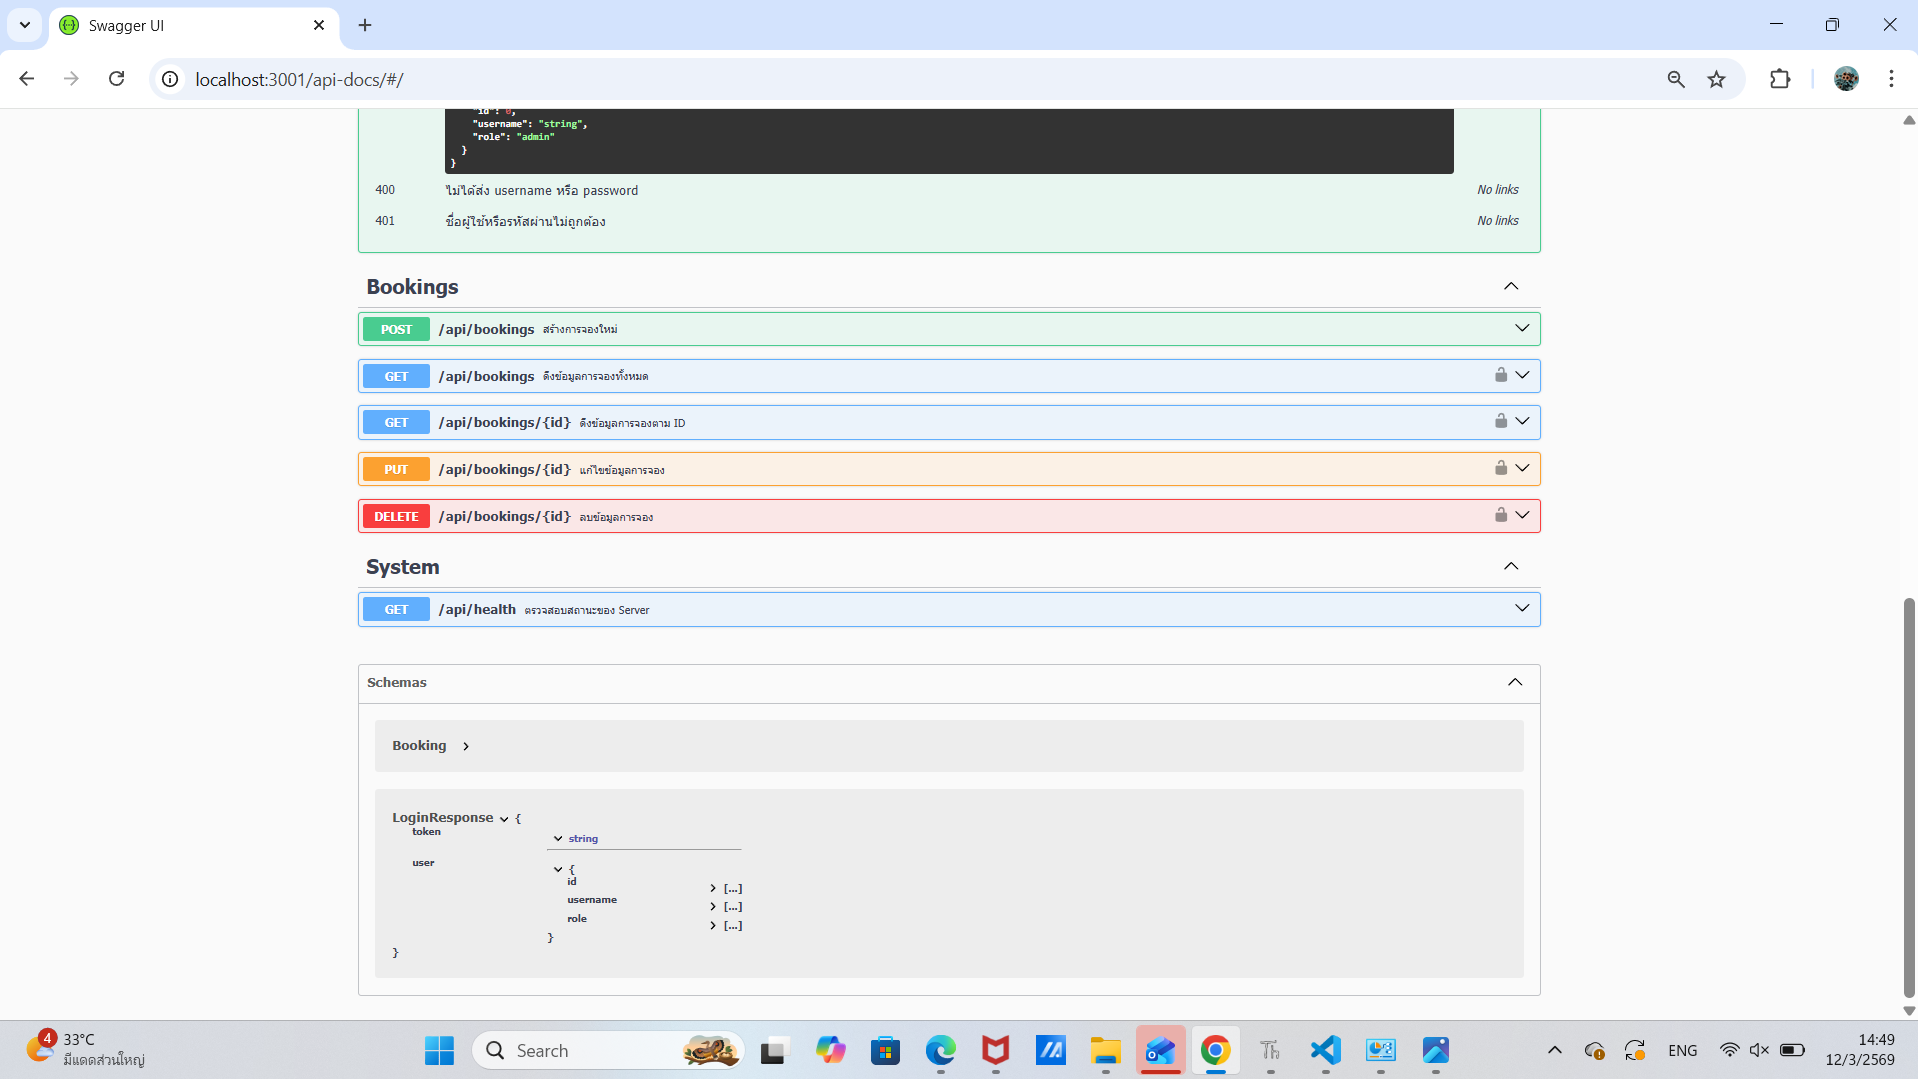 Swagger UI
localhost:3001/api-docs/#/
"id": 0,
"username": "string",
"role": "admin"
}
}
400 ไม่ได้ส่ง username หรือ password No links
401 ชื่อผู้ใช้หรือรหัสผ่านไม่ถูกต้อง No links
Bookings
POST /api/bookings สร้างการจองใหม่
GET /api/bookings ดึงข้อมูลการจองทั้งหมด
GET /api/bookings/{id} ดึงข้อมูลการจองตาม ID
PUT /api/bookings/{id} แก้ไขข้อมูลการจอง
DELETE /api/bookings/{id} ลบข้อมูลการจอง
System
GET /api/health ตรวจสอบสถานะของ Server
Schemas
Booking
LoginResponse {
token string
user {
id [...]
username [...]
role [...]
}
}
4 33°C
มีแดดส่วนใหญ่
Search
ENG
14:49
12/3/2569